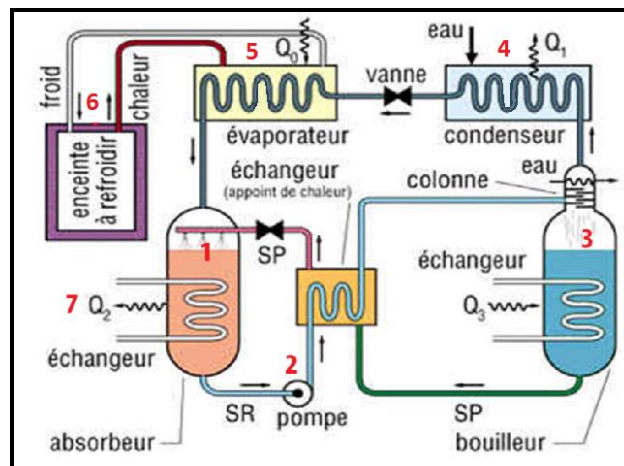 eau
4
Q1
5
Q0
vanne
froid
6
chaleur
évaporateur
condenseur
enceinte
à refroidir
échangeur
(appoint de chaleur)
colonne
eau
1
SP
3
échangeur
7 Q2
Q3
échangeur
2
SR
pompe
SP
absorbeur
bouilleur